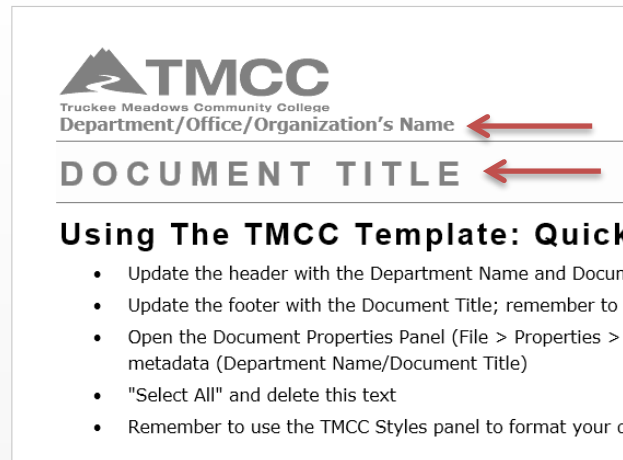 TMCC
Truckee Meadows Community College
Department/Office/Organization's Name
DOCUMENT TITLE
Using The TMCC Template: Quick
• Update the header with the Department Name and
• Update the footer with the Document Title; remember to
• Open the Document Properties Panel (File > Properties >
metadata (Department Name/Document Title)
• "Select All" and delete this text
• Remember to use the TMCC Styles panel to format your